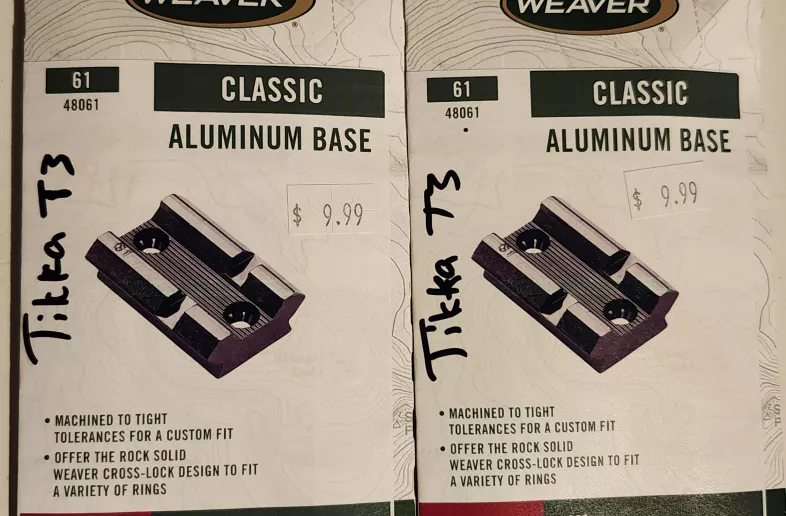 WEAVER
®
61
48061
CLASSIC
ALUMINUM BASE
Tikka T3
$ 9.99
61
• MACHINED TO TIGHT
TOLERANCES FOR A CUSTOM FIT
• OFFER THE ROCK SOLID
WEAVER CROSS-LOCK DESIGN TO FIT
A VARIETY OF RINGS
WEAVER
®
61
48061
CLASSIC
ALUMINUM BASE
Tikka T3
$ 9.99
• MACHINED TO TIGHT
TOLERANCES FOR A CUSTOM FIT
• OFFER THE ROCK SOLID
WEAVER CROSS-LOCK DESIGN TO FIT
A VARIETY OF RINGS